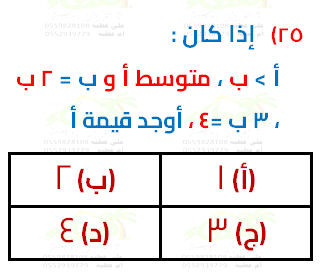 ٢٥) إذا كان :
أ > ب ، متوسط أ و ب = ٢ ب
، ٣ ب =٤ ، أوجد قيمة أ
(أ) ١ (ب) ٢
(ج) ٣ (د) ٤